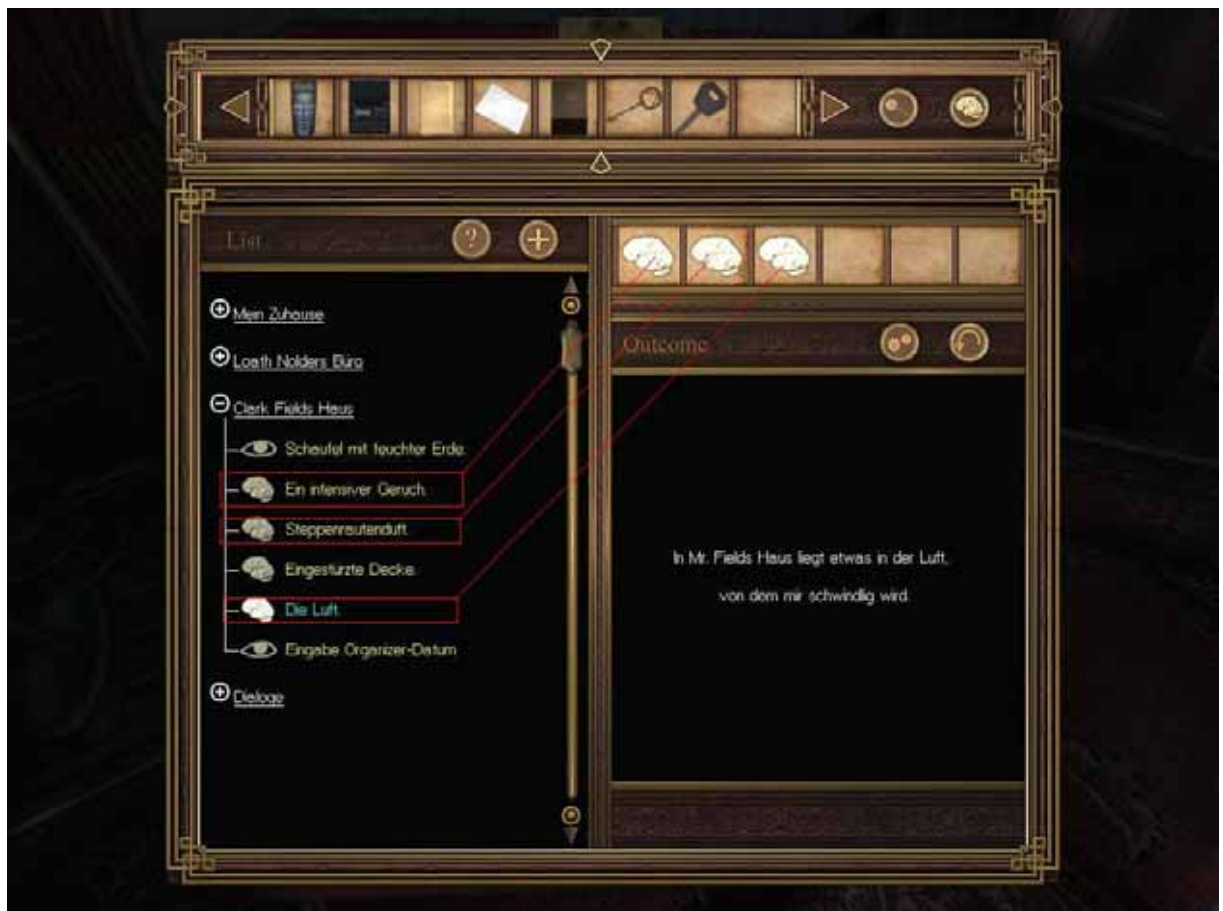 List
Mein Zuhause
Loath Nolders Büro
Clark Fields Haus
Schaufel mit feuchter Erde.
Ein intensiver Geruch.
Steppenrautenduft.
Eingestürzte Decke.
Die Luft.
Eingabe Organizer-Datum
Dialoge
Outcome
In Mr. Fields Haus liegt etwas in der Luft,
von dem mir schwindlig wird.